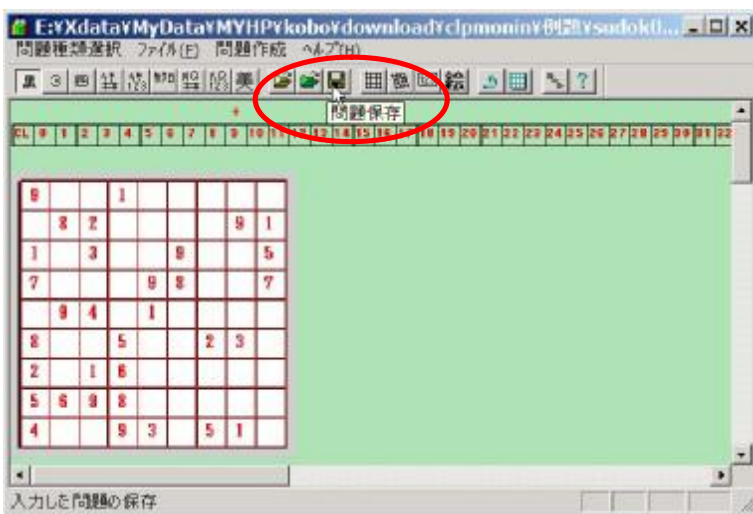 E:¥Xdata¥MyData¥MYHP¥kobo¥download¥clpmonin¥例題¥sudok0...
問題種類選択 ファイル(F) 問題作成 ヘルプ(H)
問題保存
CL 0 1 2 3 4 5 6 7 8 9 10 11 12 13 14 15 16 17 18 19 20 21 22 23 24 25 26 27 28 29 30 31 32
9 1
8 2 9 1
1 3 9 5
7 9 8 7
9 4 1
8 5 2 3
2 1 6
5 6 9 8
4 9 3 5 1
入力した問題の保存